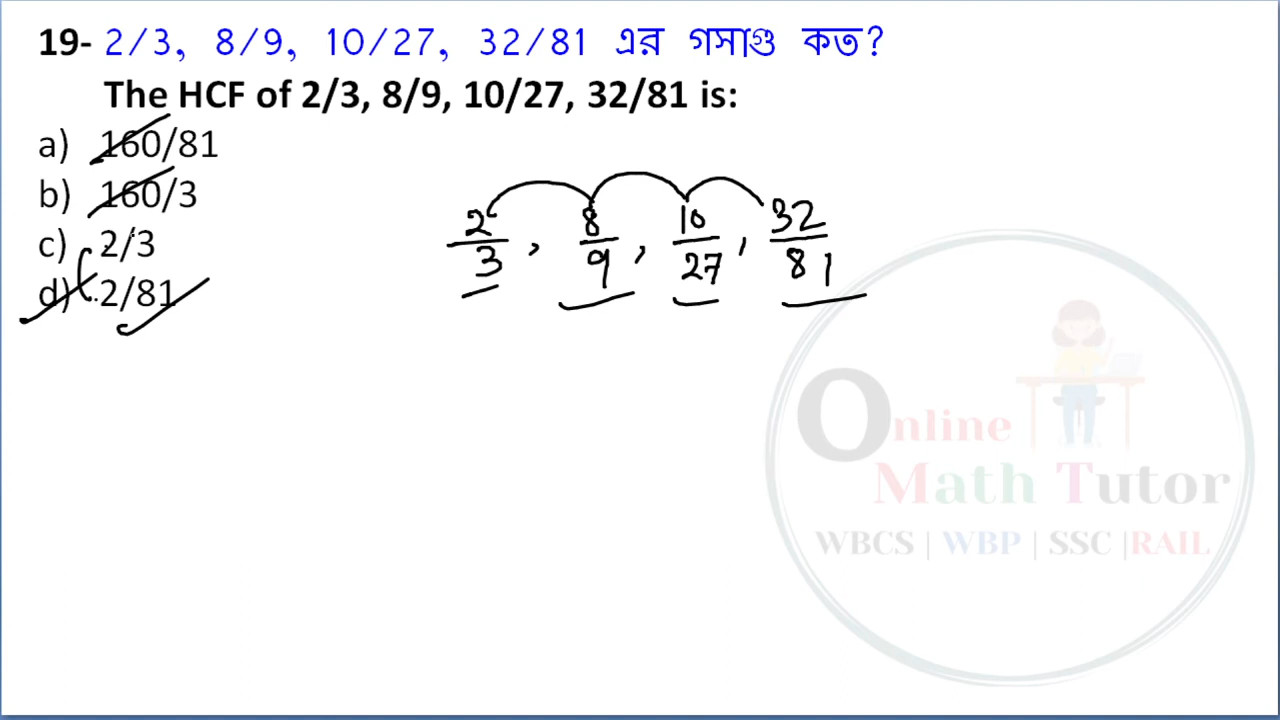 19- 2/3, 8/9, 10/27, 32/81 এর গসাগু কত?
The HCF of 2/3, 8/9, 10/27, 32/81 is:
a) 160/81
b) 160/3
c) 2/3
d) 2/81
2/3, 8/9, 10/27, 32/81
Online
Math Tutor
WBCS | WBP | SSC |RAIL